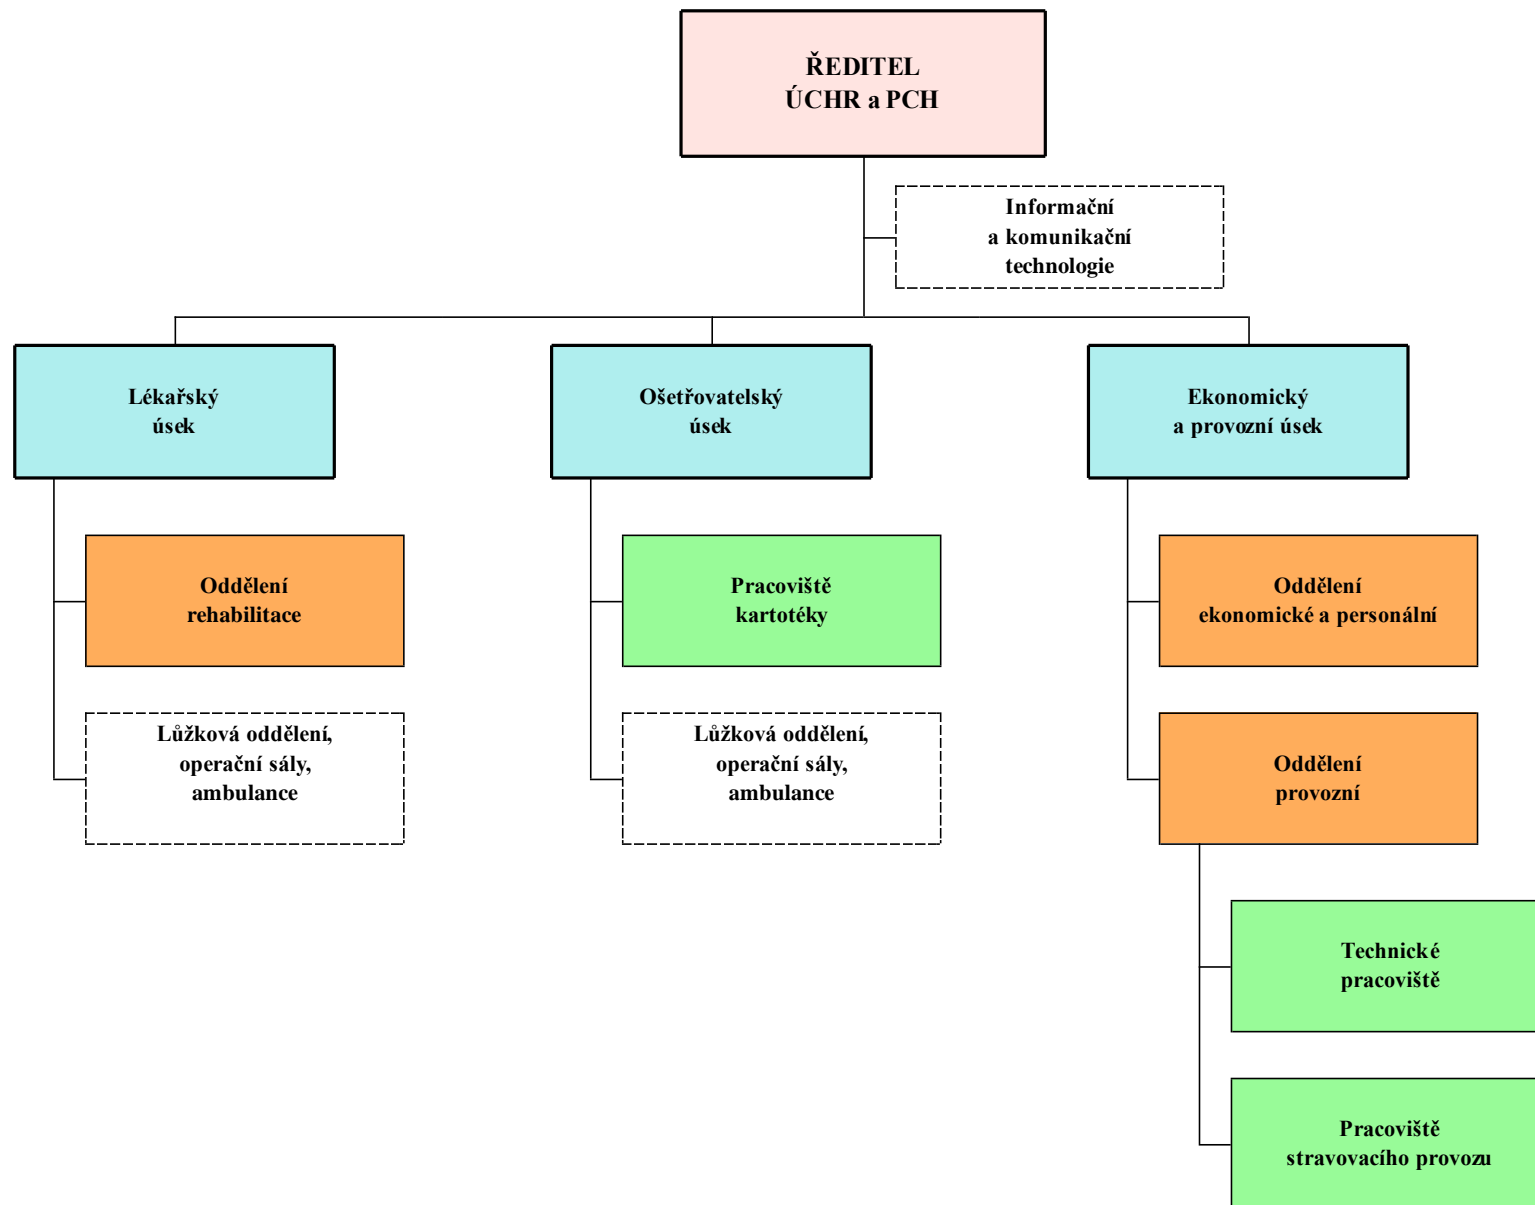 ŘEDITEL
ÚCHR a PCH
Informační
a komunikační
technologie
Lékařský
úsek
Ošetřovatelský
úsek
Ekonomický
a provozní úsek
Oddělení
rehabilitace
Pracoviště
kartotéky
Oddělení
ekonomické a personální
Lůžková oddělení,
operační sály,
ambulance
Lůžková oddělení,
operační sály,
ambulance
Oddělení
provozní
Technické
pracoviště
Pracoviště
stravovacího provozu